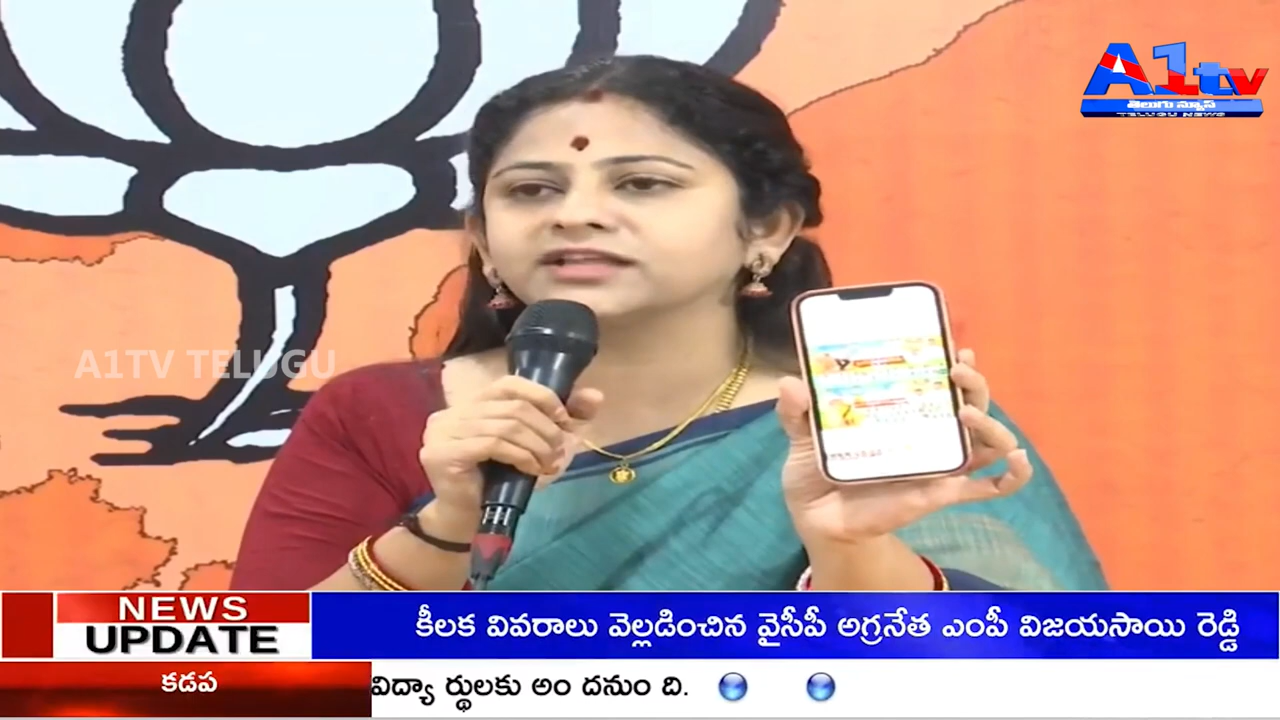 A1tv
తెలుగు న్యూస్
TELUGU NEWS
A1TV TELUGU
NEWS
UPDATE
కీలక వివరాలు వెల్లడించిన వైసీపీ అగ్రనేత ఎంపీ విజయసాయి రెడ్డి
కడప
విద్యా ర్థులకు అం దనుం ది.